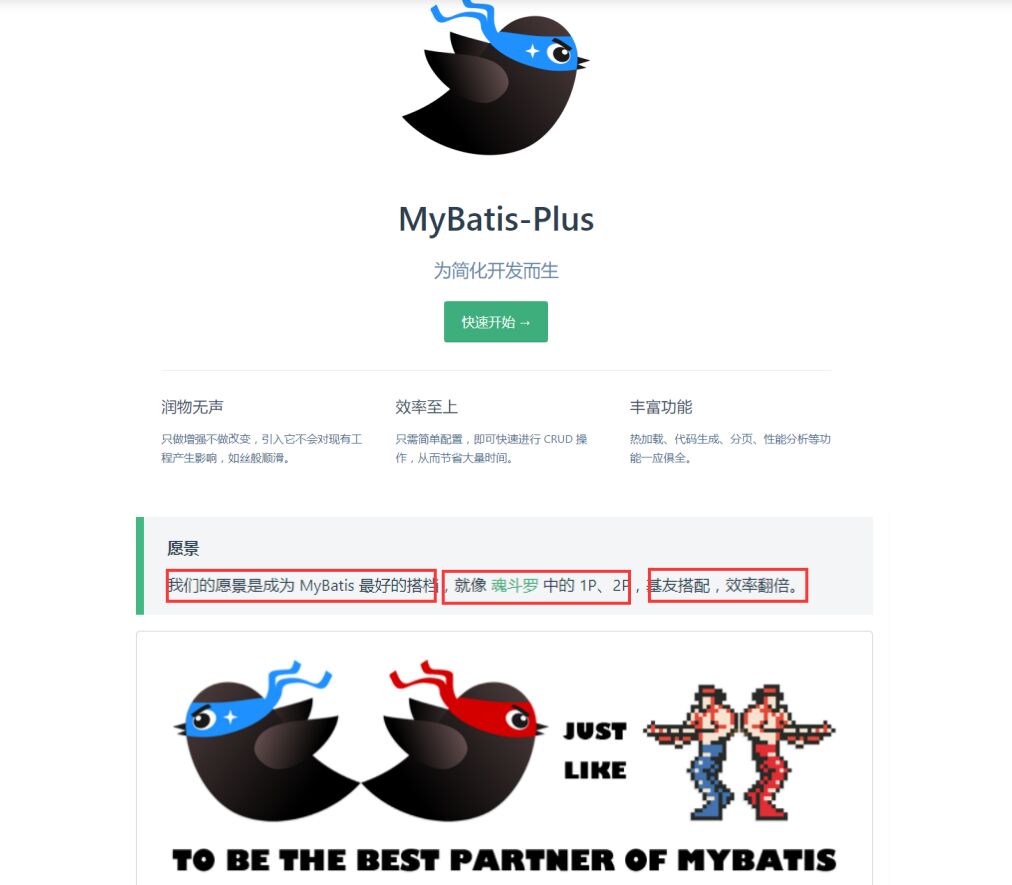 MyBatis-Plus
为简化开发而生
快速开始 →
润物无声
效率至上
丰富功能
只做增强不做改变，引入它不会对现有工
程产生影响，如丝般顺滑。
只需简单配置，即可快速进行 CRUD 操
作，从而节省大量时间。
热加载、代码生成、分页、性能分析等功
能一应俱全。
愿景
我们的愿景是成为 MyBatis 最好的搭档，就像 魂斗罗 中的 1P、2P，基友搭配，效率翻倍。
JUST
LIKE
TO BE THE BEST PARTNER OF MYBATIS